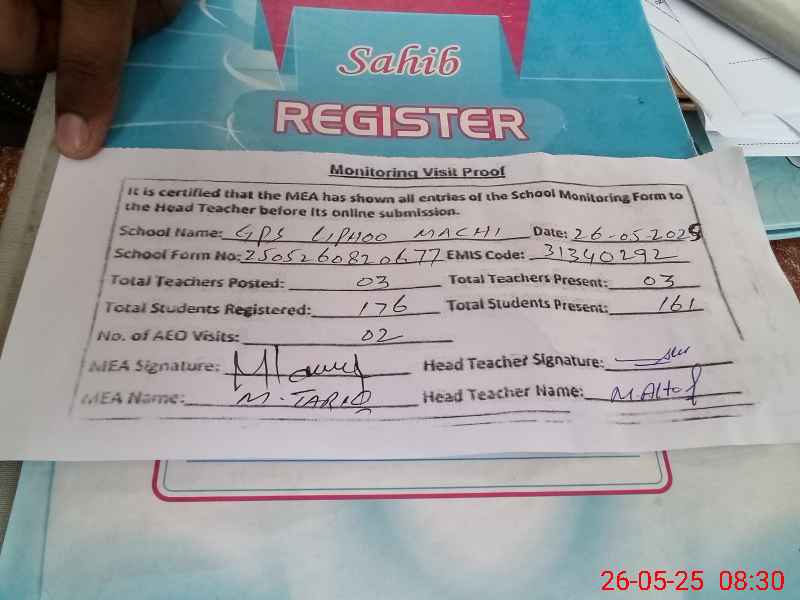 Sahib
REGISTER
Monitoring Visit Proof
It is certified that the MEA has shown all entries of the School Monitoring Form to
the Head Teacher before its online submission.
School Name: GPS LIPHOO MACHI Date: 26-05-2025
School Form No: 2505260820677 EMIS Code: 31340292
Total Teachers Posted: 03 Total Teachers Present: 03
Total Students Registered: 176 Total Students Present: 161
No. of AEO Visits: 02
MEA Signature: Head Teacher Signature:
MEA Name: M. TARIQ Head Teacher Name: M. Altaf
26-05-25 08:30